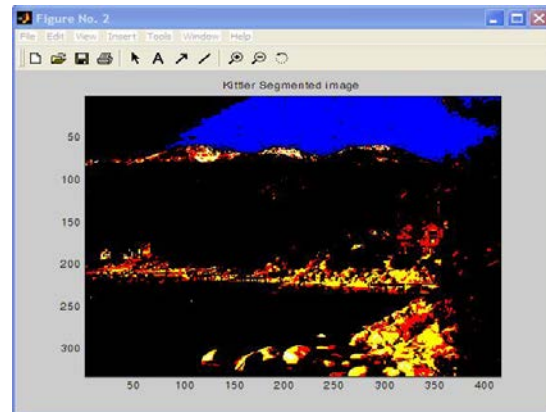 Figure No. 2
File Edit View Insert Tools Window Help
Kittler Segmented image
50
100
150
200
250
300
50 100 150 200 250 300 350 400